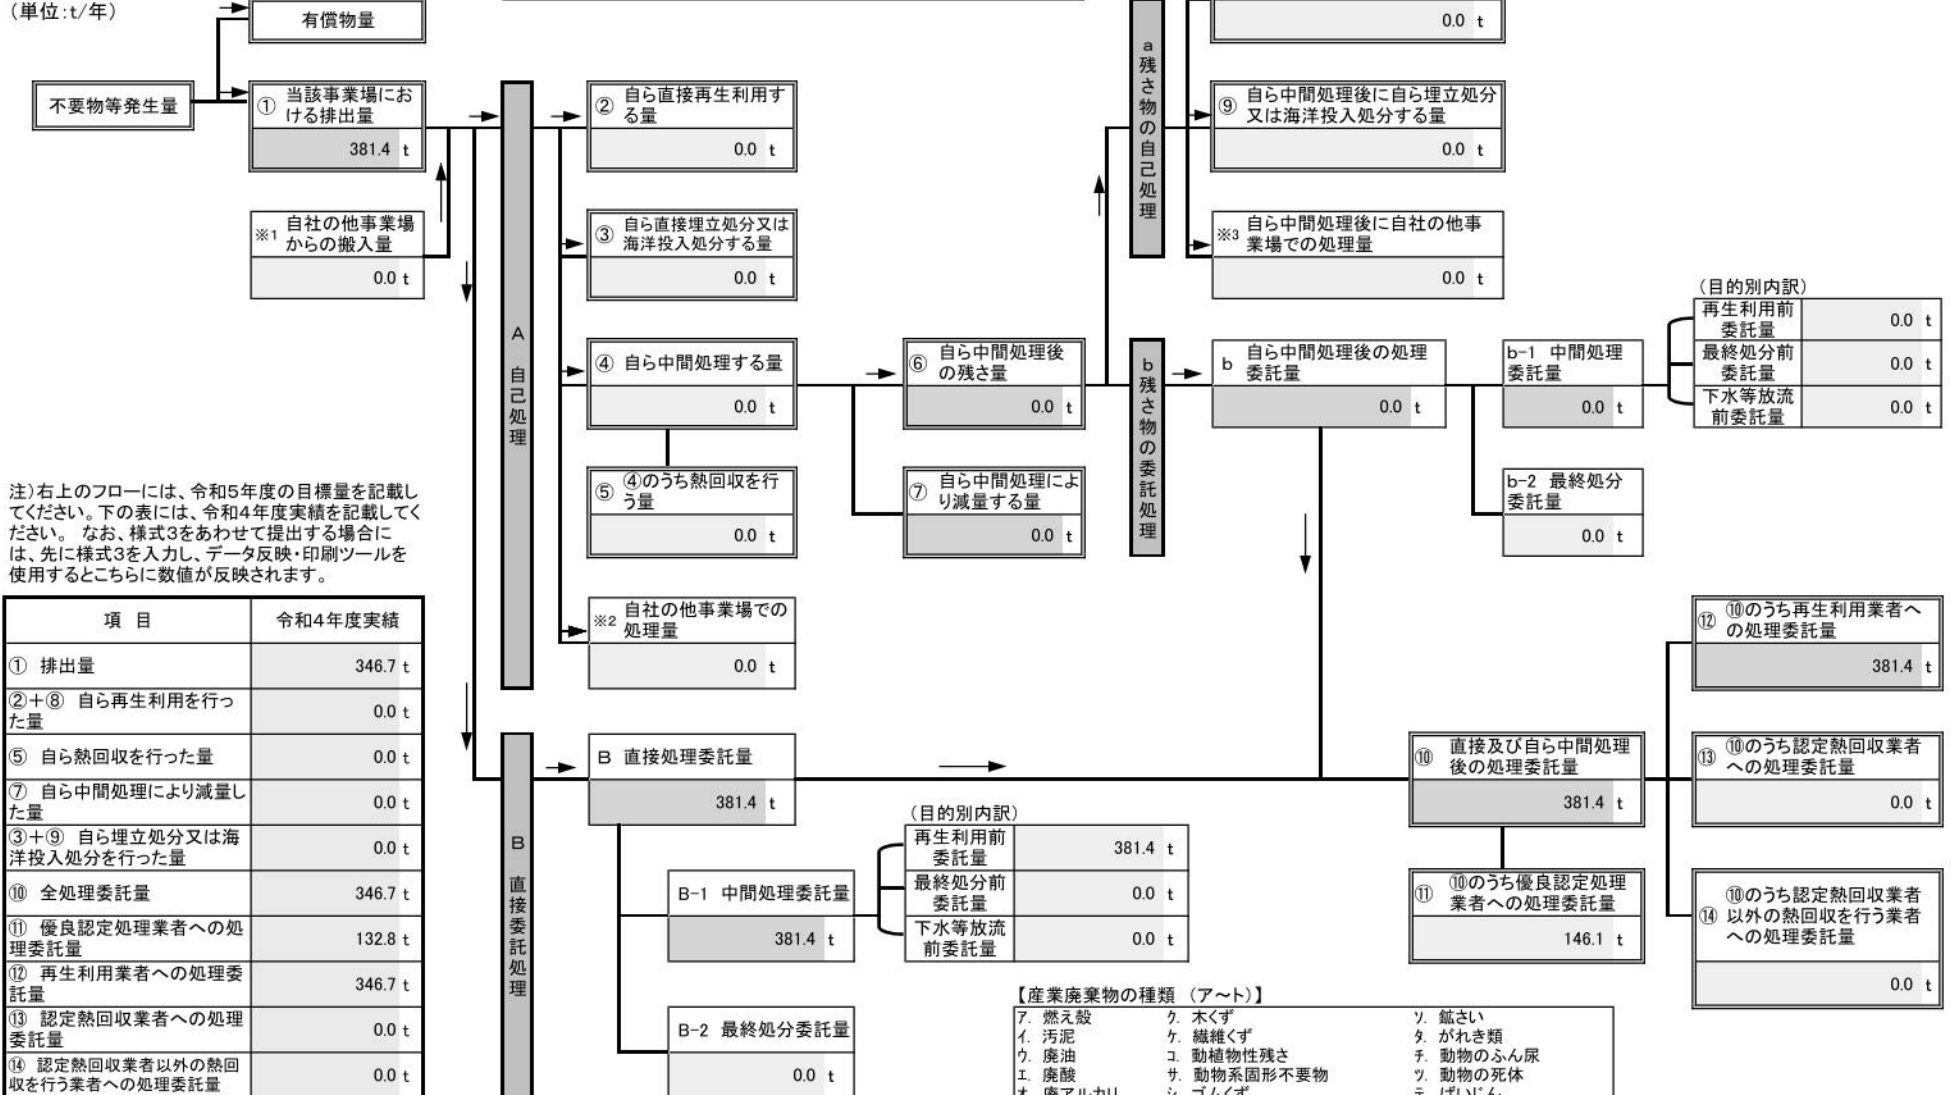 (単位:t/年)
有償物量
0.0 t
不要物等発生量
① 当該事業場にお
ける排出量
381.4 t
※1 自社の他事業場
からの搬入量
0.0 t
A 自己処理
② 自ら直接再生利用す
る量
0.0 t
③ 自ら直接埋立処分又は
海洋投入処分する量
0.0 t
④ 自ら中間処理する量
0.0 t
⑤ ④のうち熱回収を行
う量
0.0 t
※2 自社の他事業場での
処理量
0.0 t
⑥ 自ら中間処理後
の残さ量
0.0 t
⑦ 自ら中間処理によ
り減量する量
0.0 t
a残さ物の自己処理
⑨ 自ら中間処理後に自ら埋立処分
又は海洋投入処分する量
0.0 t
※3 自ら中間処理後に自社の他事
業場での処理量
0.0 t
b残さ物の委託処理
b 自ら中間処理後の処理
委託量
0.0 t
b-1 中間処理
委託量
0.0 t
(目的別内訳)
再生利用前
委託量
0.0 t
最終処分前
委託量
0.0 t
下水等放流
前委託量
0.0 t
b-2 最終処分
委託量
0.0 t
注)右上のフローには、令和5年度の目標量を記載し
てください。下の表には、令和4年度実績を記載してく
ださい。 なお、様式3をあわせて提出する場合に
は、先に様式3を入力し、データ反映・印刷ツールを
使用するとこちらに数値が反映されます。
項 目 令和4年度実績
① 排出量 346.7 t
②+⑧ 自ら再生利用を行っ
た量 0.0 t
⑤ 自ら熱回収を行った量 0.0 t
⑦ 自ら中間処理により減量し
た量 0.0 t
③+⑨ 自ら埋立処分又は海
洋投入処分を行った量 0.0 t
⑩ 全処理委託量 346.7 t
⑪ 優良認定処理業者への処
理委託量 132.8 t
⑫ 再生利用業者への処理委
託量 346.7 t
⑬ 認定熱回収業者への処理
委託量 0.0 t
⑭ 認定熱回収業者以外の熱回
収を行う業者への処理委託量 0.0 t
B 直接委託処理
B 直接処理委託量
381.4 t
B-1 中間処理委託量
381.4 t
(目的別内訳)
再生利用前
委託量
381.4 t
最終処分前
委託量
0.0 t
下水等放流
前委託量
0.0 t
B-2 最終処分委託量
0.0 t
⑩ 直接及び自ら中間処理
後の処理委託量
381.4 t
⑪ ⑩のうち優良認定処理
業者への処理委託量
146.1 t
⑫ ⑩のうち再生利用業者へ
の処理委託量
381.4 t
⑬ ⑩のうち認定熱回収業者
への処理委託量
0.0 t
⑭ ⑩のうち認定熱回収業者
以外の熱回収を行う業者
への処理委託量
0.0 t
【産業廃棄物の種類 (ア～ト)】
ア. 燃え殻 ク. 木くず ソ. 鉱さい
イ. 汚泥 ケ. 繊維くず タ. がれき類
ウ. 廃油 コ. 動植物性残さ チ. 動物のふん尿
エ. 廃酸 サ. 動物系固形不要物 ツ. 動物の死体
オ. 廃アルカリ シ. ゴムくず テ. ばいじん